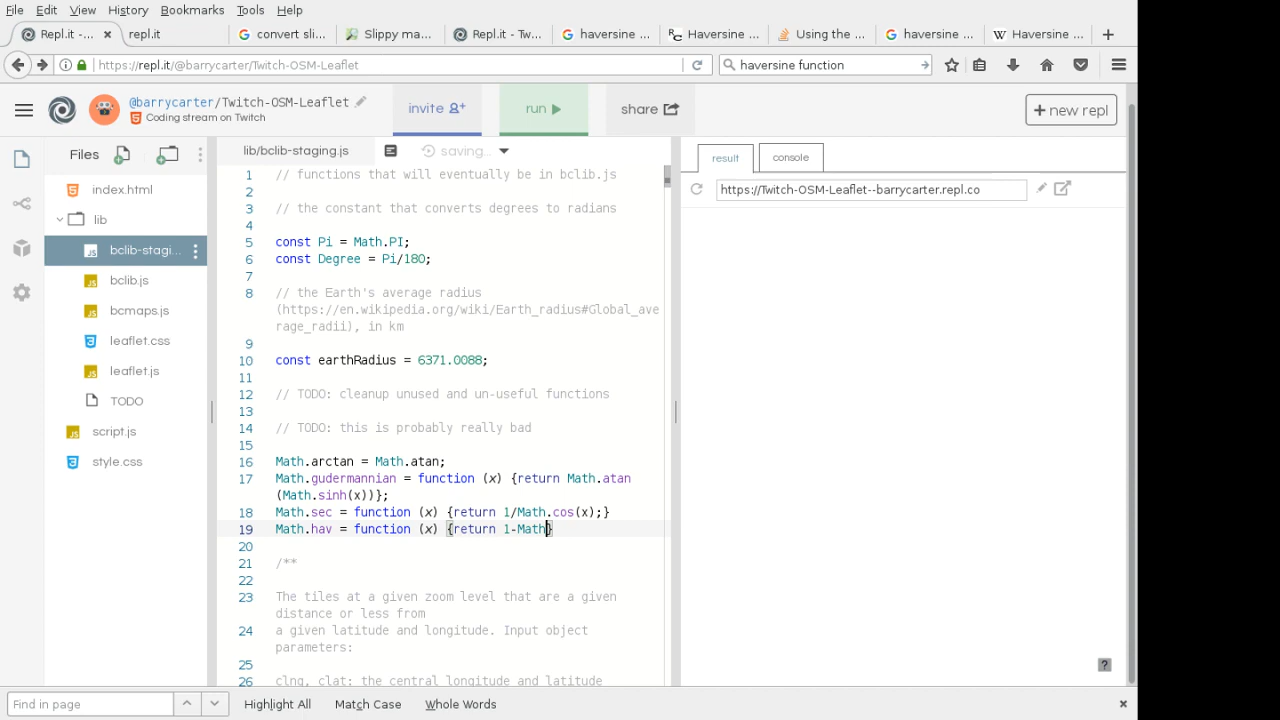 File Edit View History Bookmarks Tools Help
Repl.it -... × repl.it convert sli... Slippy ma... Repl.it - Tw... haversine ... Haversine ... Using the ... haversine ... Haversine ...
https://repl.it/@barrycarter/Twitch-OSM-Leaflet haversine function
@barrycarter/Twitch-OSM-Leaflet
Coding stream on Twitch
invite run share + new repl
Files
index.html
lib
bclib-stagi...
bclib.js
bcmaps.js
leaflet.css
leaflet.js
TODO
script.js
style.css
lib/bclib-staging.js saving...
1 // functions that will eventually be in bclib.js
2
3 // the constant that converts degrees to radians
4
5 const Pi = Math.PI;
6 const Degree = Pi/180;
7
8 // the Earth's average radius
(https://en.wikipedia.org/wiki/Earth_radius#Global_ave
rage_radii), in km
9
10 const earthRadius = 6371.0088;
11
12 // TODO: cleanup unused and un-useful functions
13
14 // TODO: this is probably really bad
15
16 Math.arctan = Math.atan;
17 Math.gudermannian = function (x) {return Math.atan
(Math.sinh(x))};
18 Math.sec = function (x) {return 1/Math.cos(x);}
19 Math.hav = function (x) {return 1-Math}
20
21 /**
22
23 The tiles at a given zoom level that are a given
distance or less from
24 a given latitude and longitude. Input object
parameters:
25
26 clng, clat: the central longitude and latitude
result console
https://Twitch-OSM-Leaflet--barrycarter.repl.co
?
Find in page Highlight All Match Case Whole Words ×